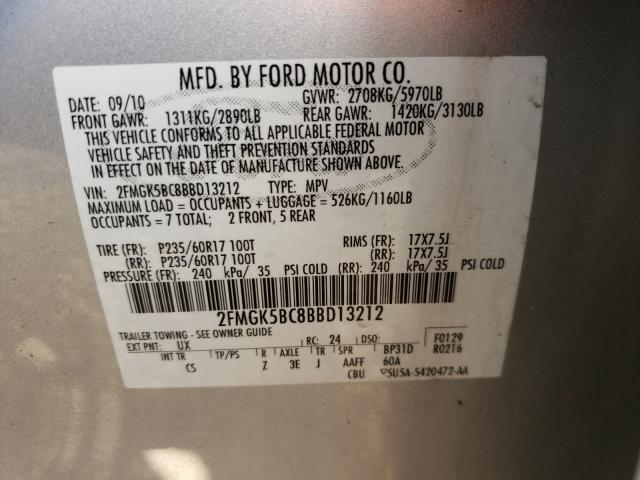 MFD. BY FORD MOTOR CO.
DATE: 09/10 GVWR: 2708KG/5970LB
FRONT GAWR: 1311KG/2890LB REAR GAWR: 1420KG/3130LB
THIS VEHICLE CONFORMS TO ALL APPLICABLE FEDERAL MOTOR
VEHICLE SAFETY AND THEFT PREVENTION STANDARDS
IN EFFECT ON THE DATE OF MANUFACTURE SHOWN ABOVE.
VIN: 2FMGK5BC8BBD13212 TYPE: MPV
MAXIMUM LOAD = OCCUPANTS + LUGGAGE = 526KG/1160LB
OCCUPANTS = 7 TOTAL; 2 FRONT, 5 REAR
TIRE (FR): P235/60R17 100T RIMS (FR): 17X7.5J
(RR): P235/60R17 100T (RR): 17X7.5J
PRESSURE (FR): 240 kPa/ 35 PSI COLD (RR): 240 kPa/ 35 PSI COLD
2FMGK5BC8BBD13212
TRAILER TOWING - SEE OWNER GUIDE
EXT PNT: UX RC: 24 DSO: F0129
INT TR TP/PS R AXLE TR SPR BP31D R0216
CS Z 3E J AAFF 60A
CBU ▽5U5A-5420472-AA